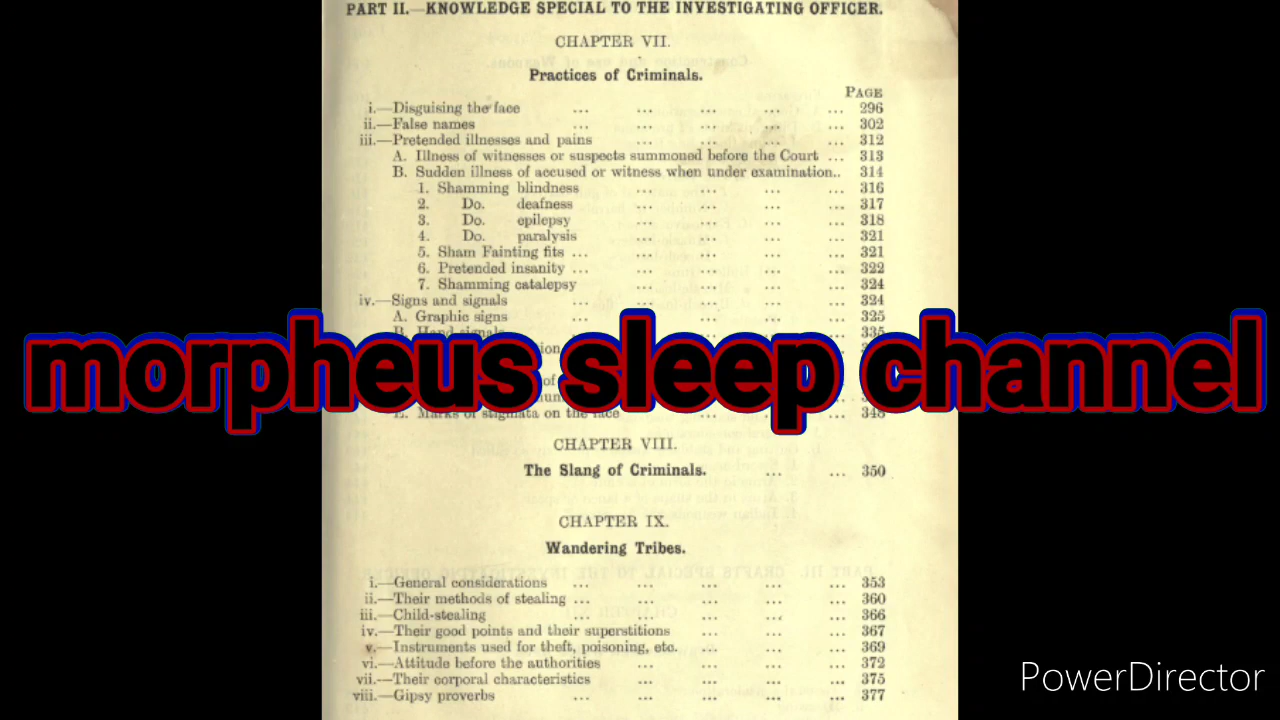 PART II.—KNOWLEDGE SPECIAL TO THE INVESTIGATING OFFICER.
CHAPTER VII.
Practices of Criminals.
PAGE
i.—Disguising the face ... ... ... ... ... 296
ii.—False names ... ... ... ... ... 302
iii.—Pretended illnesses and pains ... ... ... ... 312
A. Illness of witnesses or suspects summoned before the Court ... 313
B. Sudden illness of accused or witness when under examination.. 314
1. Shamming blindness ... ... ... ... 316
2. Do. deafness ... ... ... ... 317
3. Do. epilepsy ... ... ... ... 318
4. Do. paralysis ... ... ... ... 321
5. Sham Fainting fits ... ... ... ... ... 321
6. Pretended insanity ... ... ... ... ... 322
7. Shamming catalepsy ... ... ... ... 324
iv.—Signs and signals ... ... ... ... ... 324
A. Graphic signs ... ... ... ... ... 325
B. Hand signals ... ... ... ... 335
morpheus sleep channel
E. Marks or stigmata on the face ... ... ... ... 348
CHAPTER VIII.
The Slang of Criminals. ... ... 350
CHAPTER IX.
Wandering Tribes.
i.—General considerations ... ... ... ... ... 353
ii.—Their methods of stealing ... ... ... ... ... 360
iii.—Child-stealing ... ... ... ... ... 366
iv.—Their good points and their superstitions ... ... ... 367
v.—Instruments used for theft, poisoning, etc. ... ... ... 369
vi.—Attitude before the authorities ... ... ... ... 372
vii.—Their corporal characteristics ... ... ... ... 375
viii.—Gipsy proverbs ... ... ... ... ... 377
PowerDirector